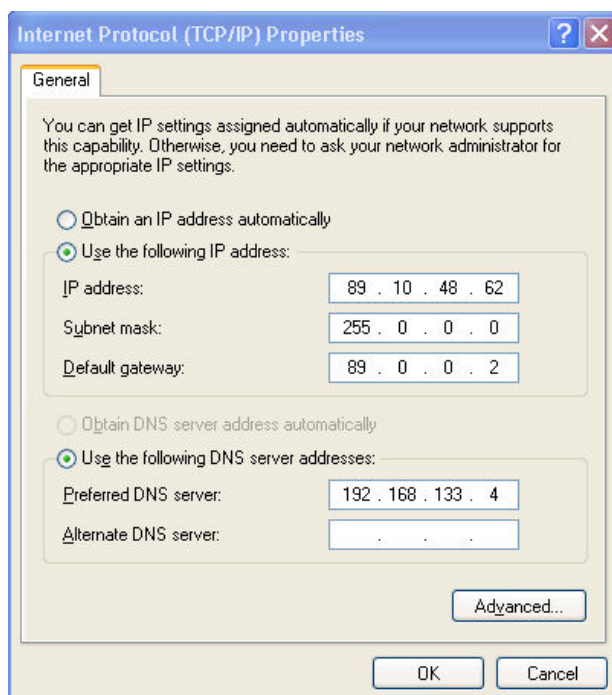 Internet Protocol (TCP/IP) Properties
General
You can get IP settings assigned automatically if your network supports
this capability. Otherwise, you need to ask your network administrator for
the appropriate IP settings.
Obtain an IP address automatically
Use the following IP address:
IP address: 89 . 10 . 48 . 62
Subnet mask: 255 . 0 . 0 . 0
Default gateway: 89 . 0 . 0 . 2
Obtain DNS server address automatically
Use the following DNS server addresses:
Preferred DNS server: 192 . 168 . 133 . 4
Alternate DNS server: . . .
Advanced...
OK Cancel